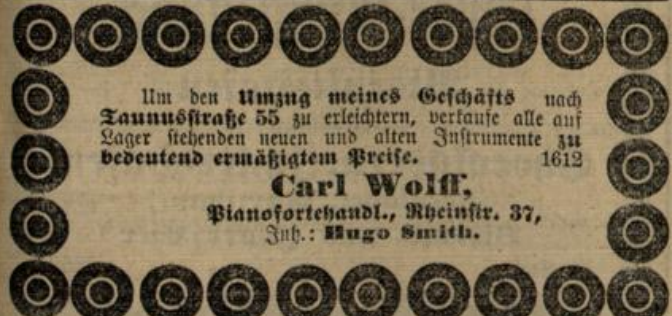 Um den Umzug meines Geschäfts nach
Taunusstraße 55 zu erleichtern, verkaufe alle auf
Lager stehenden neuen und alten Instrumente zu
bedeutend ermäßigtem Preise. 1612
Carl Wolff,
Pianofortehandl., Rheinstr. 37,
Inh.: Hugo Smith.